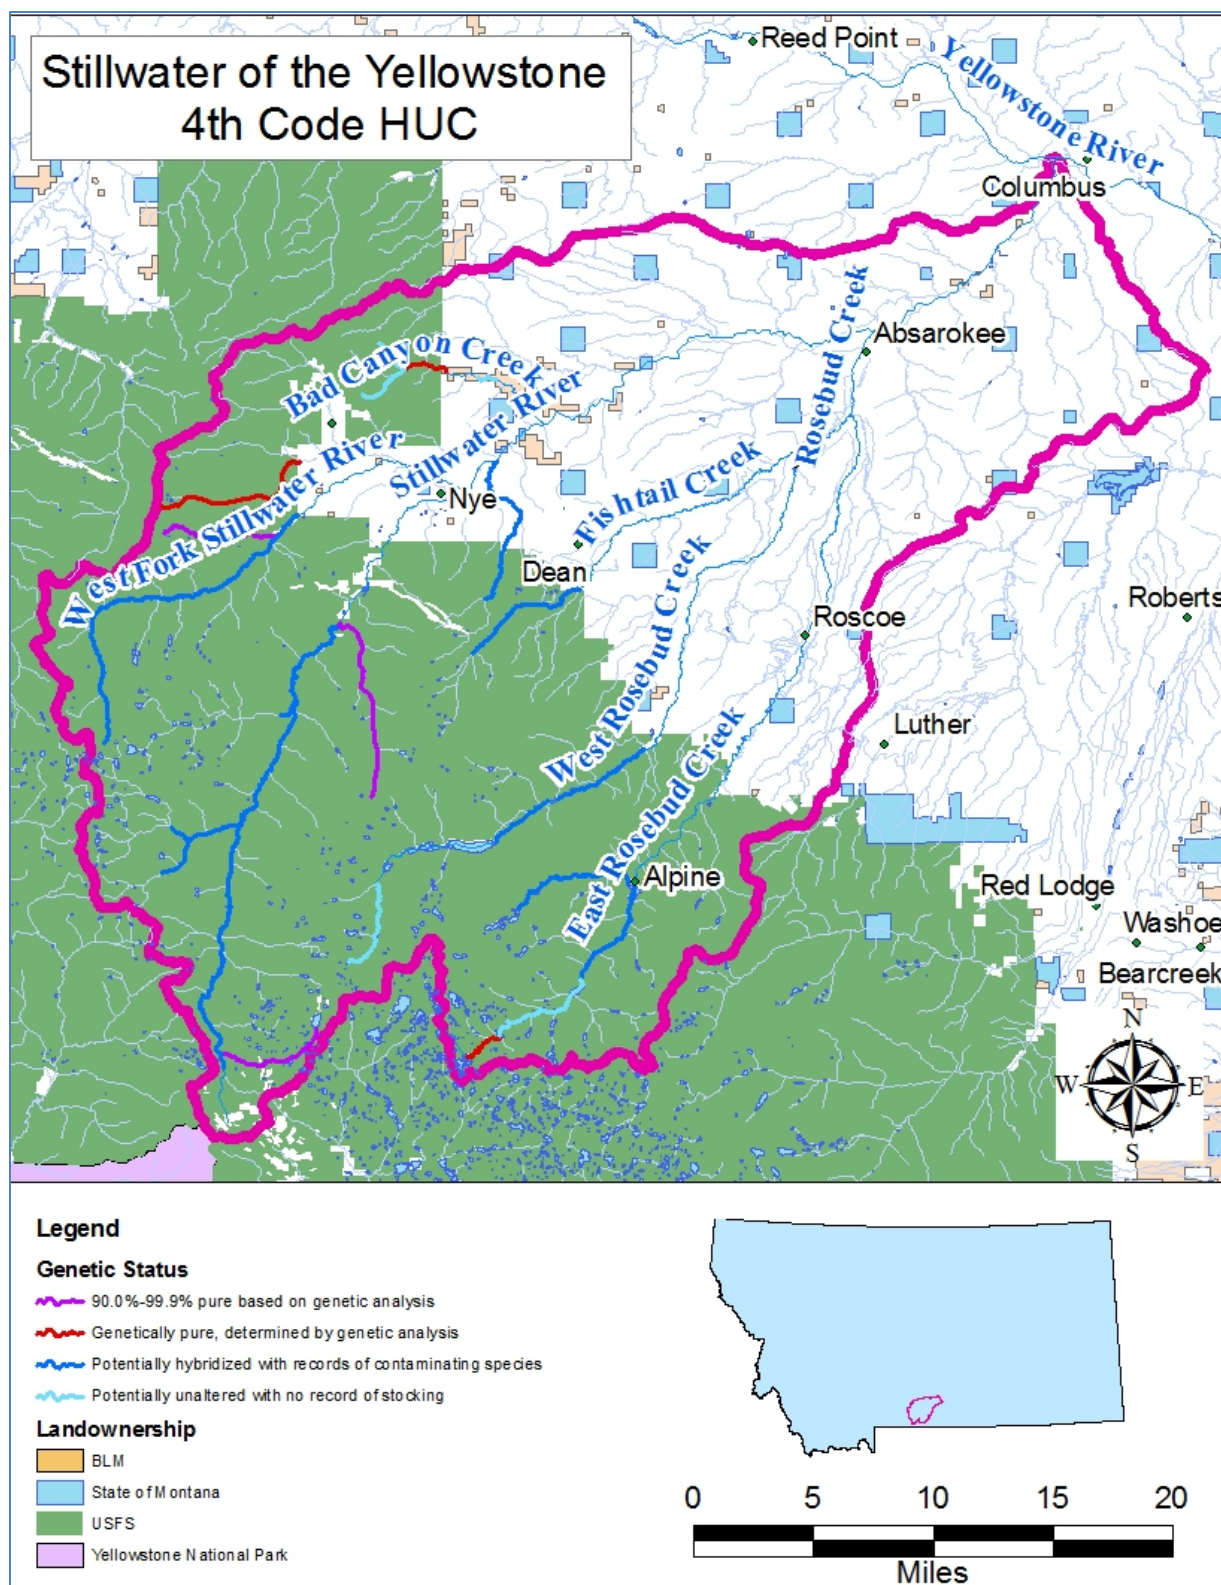 Stillwater of the Yellowstone
4th Code HUC
Reed Point
Yellowstone River
Columbus
Absarokee
Rosebud Creek
Bad Canyon Creek
Stillwater River
West Fork Stillwater River
Nye
Fishtail Creek
Dean
West Rosebud Creek
Roscoe
Roberts
Luther
East Rosebud Creek
Alpine
Red Lodge
Washoe
Bearcreek
N
W
E
S
Legend
Genetic Status
90.0%-99.9% pure based on genetic analysis
Genetically pure, determined by genetic analysis
Potentially hybridized with records of contaminating species
Potentially unaltered with no record of stocking
Landownership
BLM
State of Montana
USFS
Yellowstone National Park
0 5 10 15 20
Miles